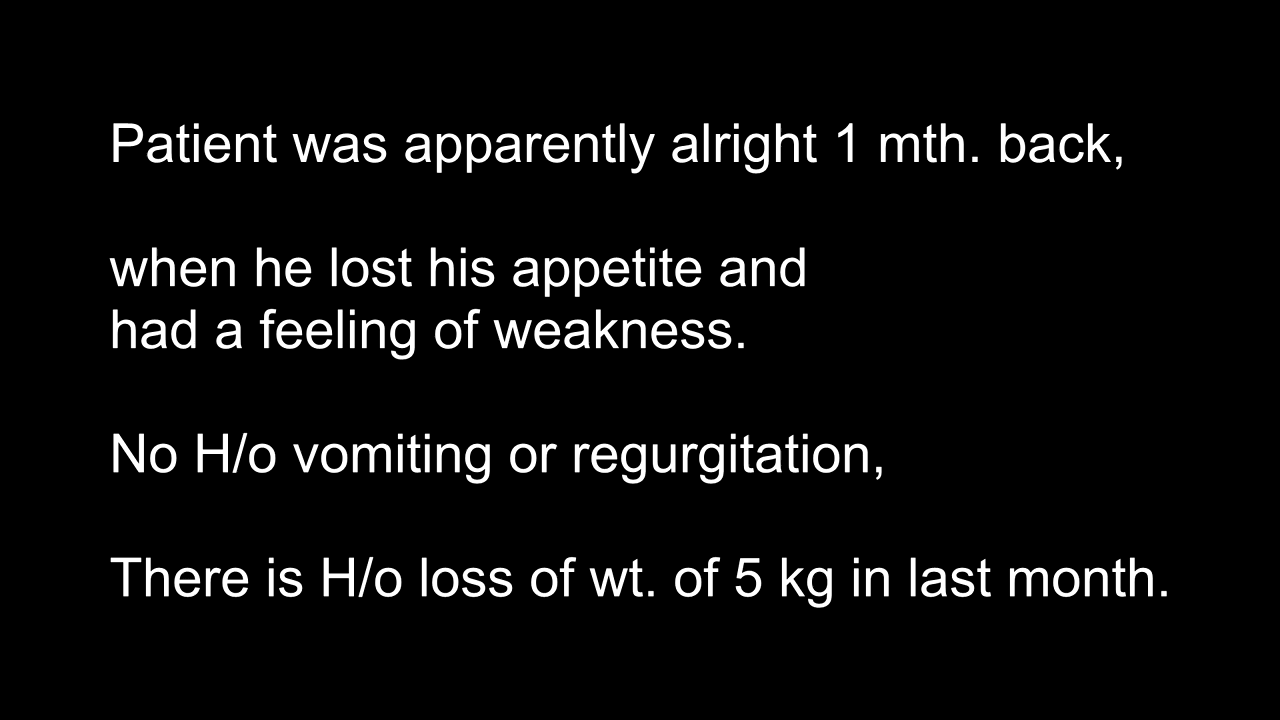 Patient was apparently alright 1 mth. back,
when he lost his appetite and
had a feeling of weakness.
No H/o vomiting or regurgitation,
There is H/o loss of wt. of 5 kg in last month.